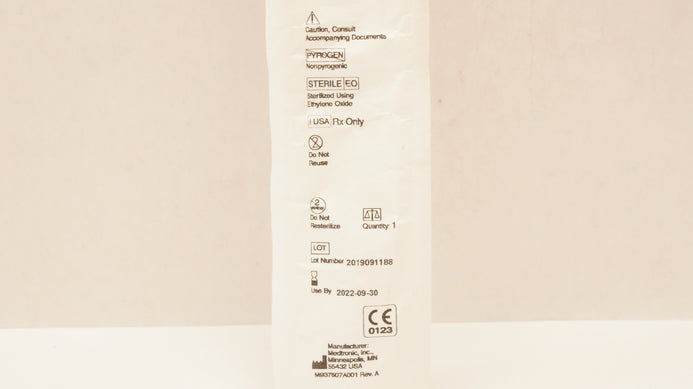 Caution, Consult
Accompanying Documents
PYROGEN
Nonpyrogenic
STERILE EO
Sterilized Using
Ethylene Oxide
! USA Rx Only
2
Do Not
Reuse
2
Do Not
Resterilize
Quantity: 1
LOT
Lot Number 2019091188
Use By 2022-09-30
CE
0123
Manufacturer:
Medtronic, Inc.,
Minneapolis, MN
55432 USA
M937607A001 Rev. A